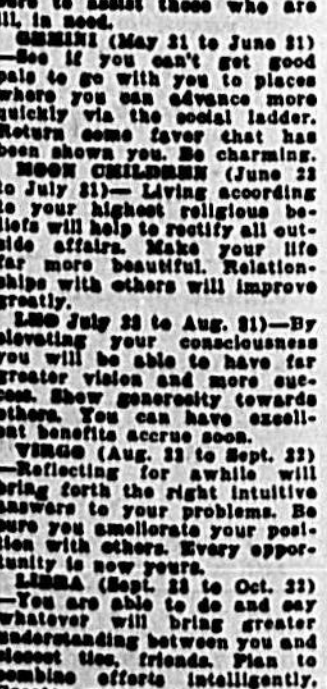 sure to assist those who are
ill, in need.
GEMINI (May 21 to June 21)
—See if you can't get good
pals to go with you to places
where you can advance more
quickly via the social ladder.
Return some favor that has
been shown you. Be charming.
MOON CHILDREN (June 22
to July 21)— Living acording
to your highest religious be-
liefs will help to rectify all out-
side affairs. Make your life
far more beautiful. Relation-
ships with others will improve
greatly.
LEO July 22 to Aug. 21)—By
elevating your consciousness
you will be able to have far
greater vision and more suc-
cess. Show generosity towards
others. You can have excell-
ent benefits accrue soon.
VIRGO (Aug. 22 to Sept. 22)
—Reflecting for awhile will
bring forth the right intuitive
answers to your problems. Be
sure you ameliorate your posi-
tion with others. Every oppor-
tunity is now yours.
LIBRA (Sept. 23 to Oct. 22)
—You are able to do and say
whatever will bring greater
understanding between you and
closest ties, friends. Plan to
combine efforts intelligently.